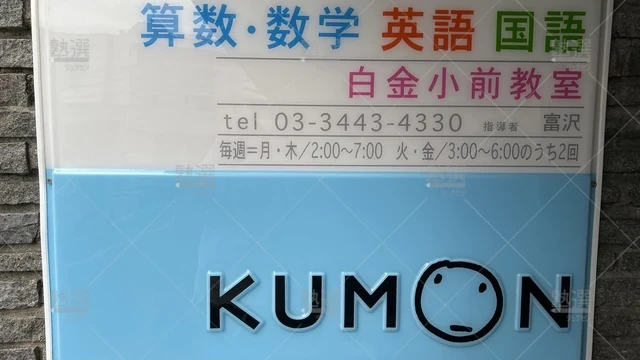 算数・数学 英語 国語
白金小前教室
tel 03-3443-4330 指導者 富沢
毎週=月・木/2:00〜7:00 火・金/3:00〜6:00のうち2回
KUMON